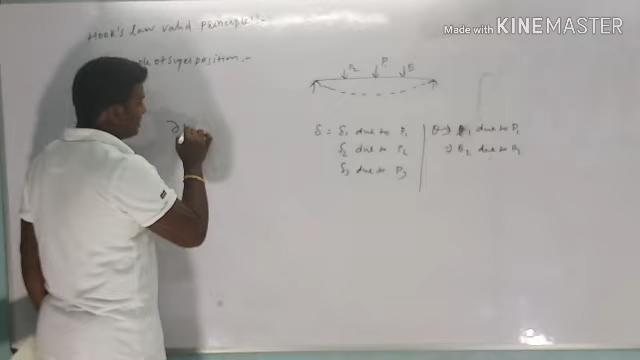 Made with KINEMASTER
Hook's law valid principle:-
of superposition:-
P2 P1 P3
δ = δ1 due to P1
δ2 due to P2
δ3 due to P3
θ → θ1 due to P1
θ2 due to P2